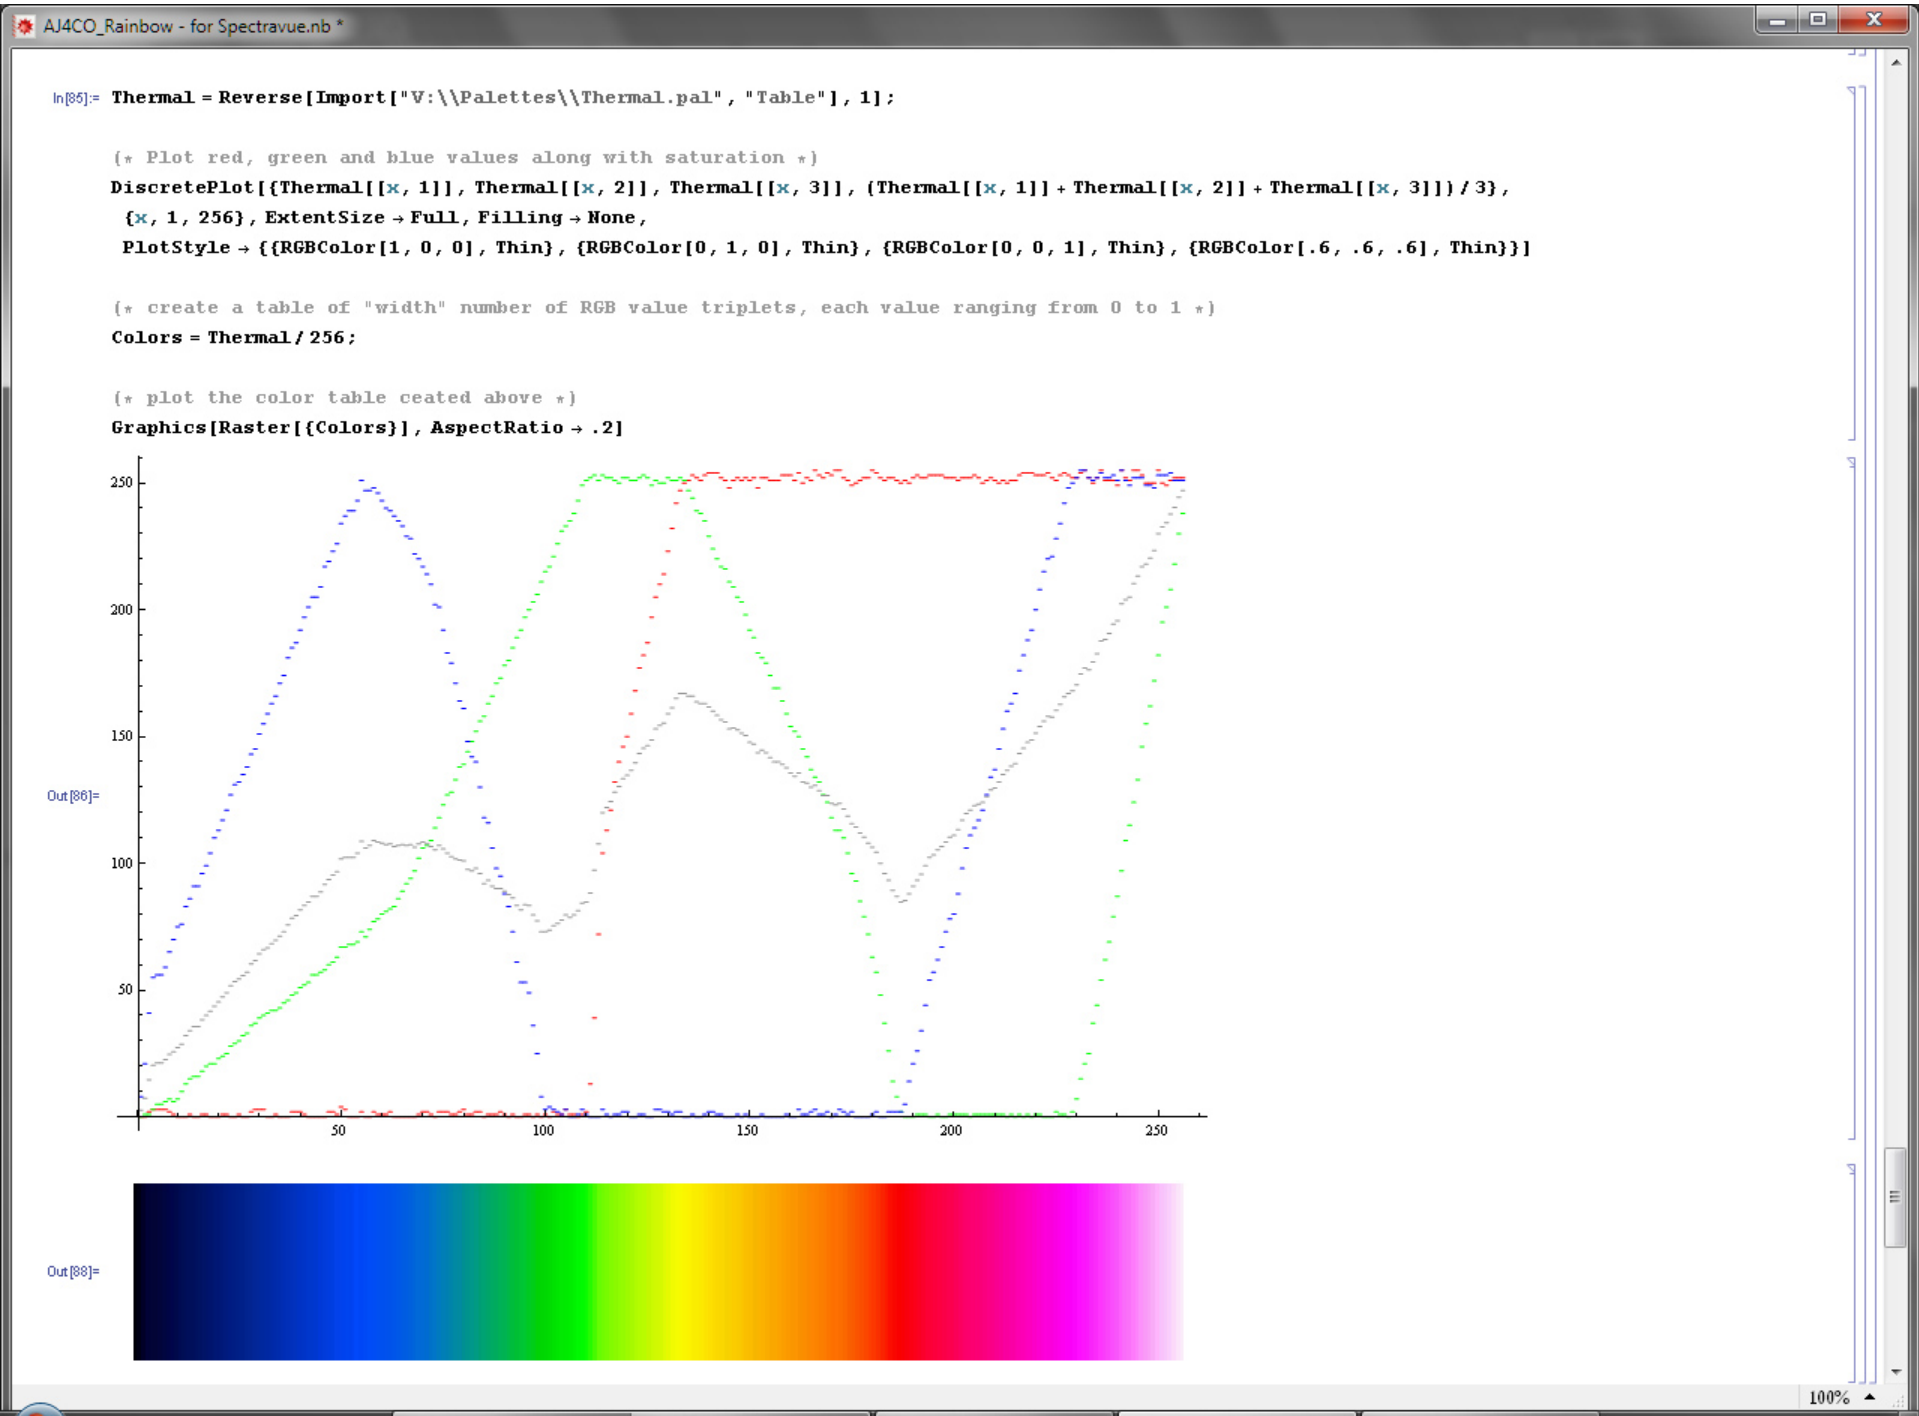 AJ4CO_Rainbow - for Spectravue.nb *
In[85]:= Thermal = Reverse[Import["V:\\Palettes\\Thermal.pal", "Table"], 1];
(* Plot red, green and blue values along with saturation *)
DiscretePlot[{Thermal[[x, 1]], Thermal[[x, 2]], Thermal[[x, 3]], (Thermal[[x, 1]] + Thermal[[x, 2]] + Thermal[[x, 3]]) / 3},
{x, 1, 256}, ExtentSize → Full, Filling → None,
PlotStyle → {{RGBColor[1, 0, 0], Thin}, {RGBColor[0, 1, 0], Thin}, {RGBColor[0, 0, 1], Thin}, {RGBColor[.6, .6, .6], Thin}}]
(* create a table of "width" number of RGB value triplets, each value ranging from 0 to 1 *)
Colors = Thermal / 256;
(* plot the color table ceated above *)
Graphics[Raster[{Colors}], AspectRatio → .2]
250
200
150
Out[86]=
100
50
50 100 150 200 250
Out[88]=
100%